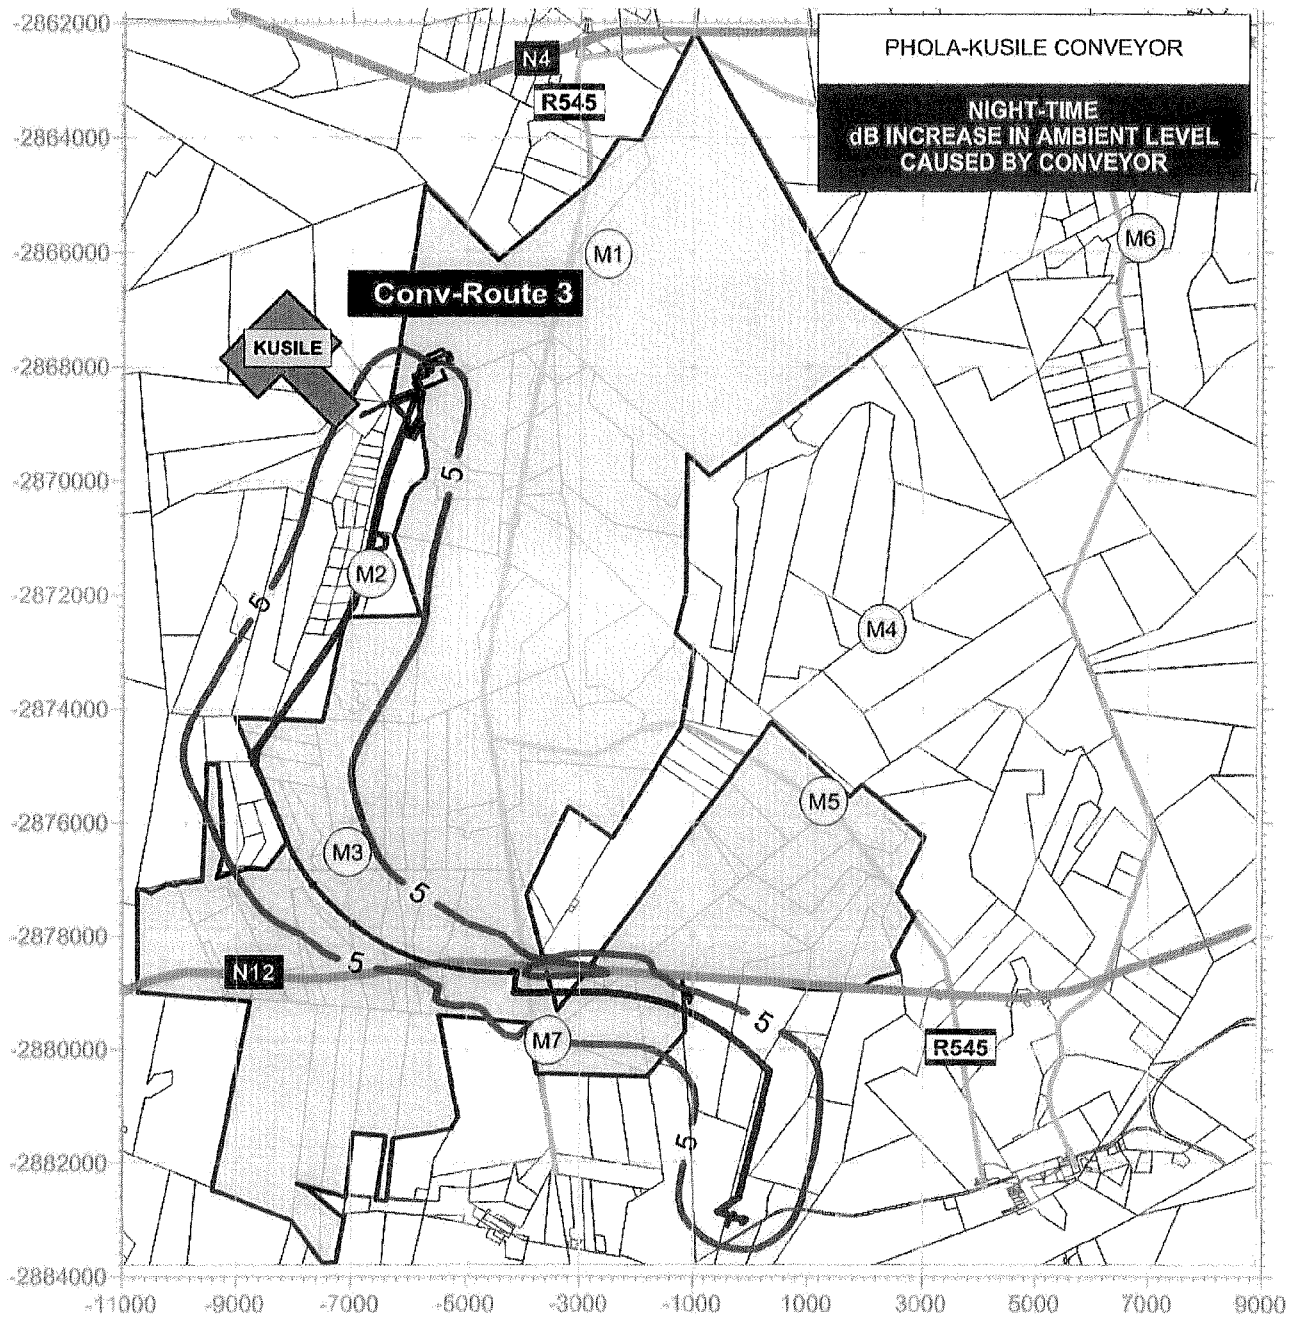 -2862000
PHOLA-KUSILE CONVEYOR
N4
R545
NIGHT-TIME
dB INCREASE IN AMBIENT LEVEL
CAUSED BY CONVEYOR
-2864000
M6
M1
-2866000
Conv-Route 3
KUSILE
-2868000
5
-2870000
M2
5
-2872000
M4
-2874000
M5
-2876000
M3
5
-2878000
5
N12
5
M7
R545
-2880000
5
-2882000
-2884000
-11000 -9000 -7000 -5000 -3000 -1000 1000 3000 5000 7000 9000